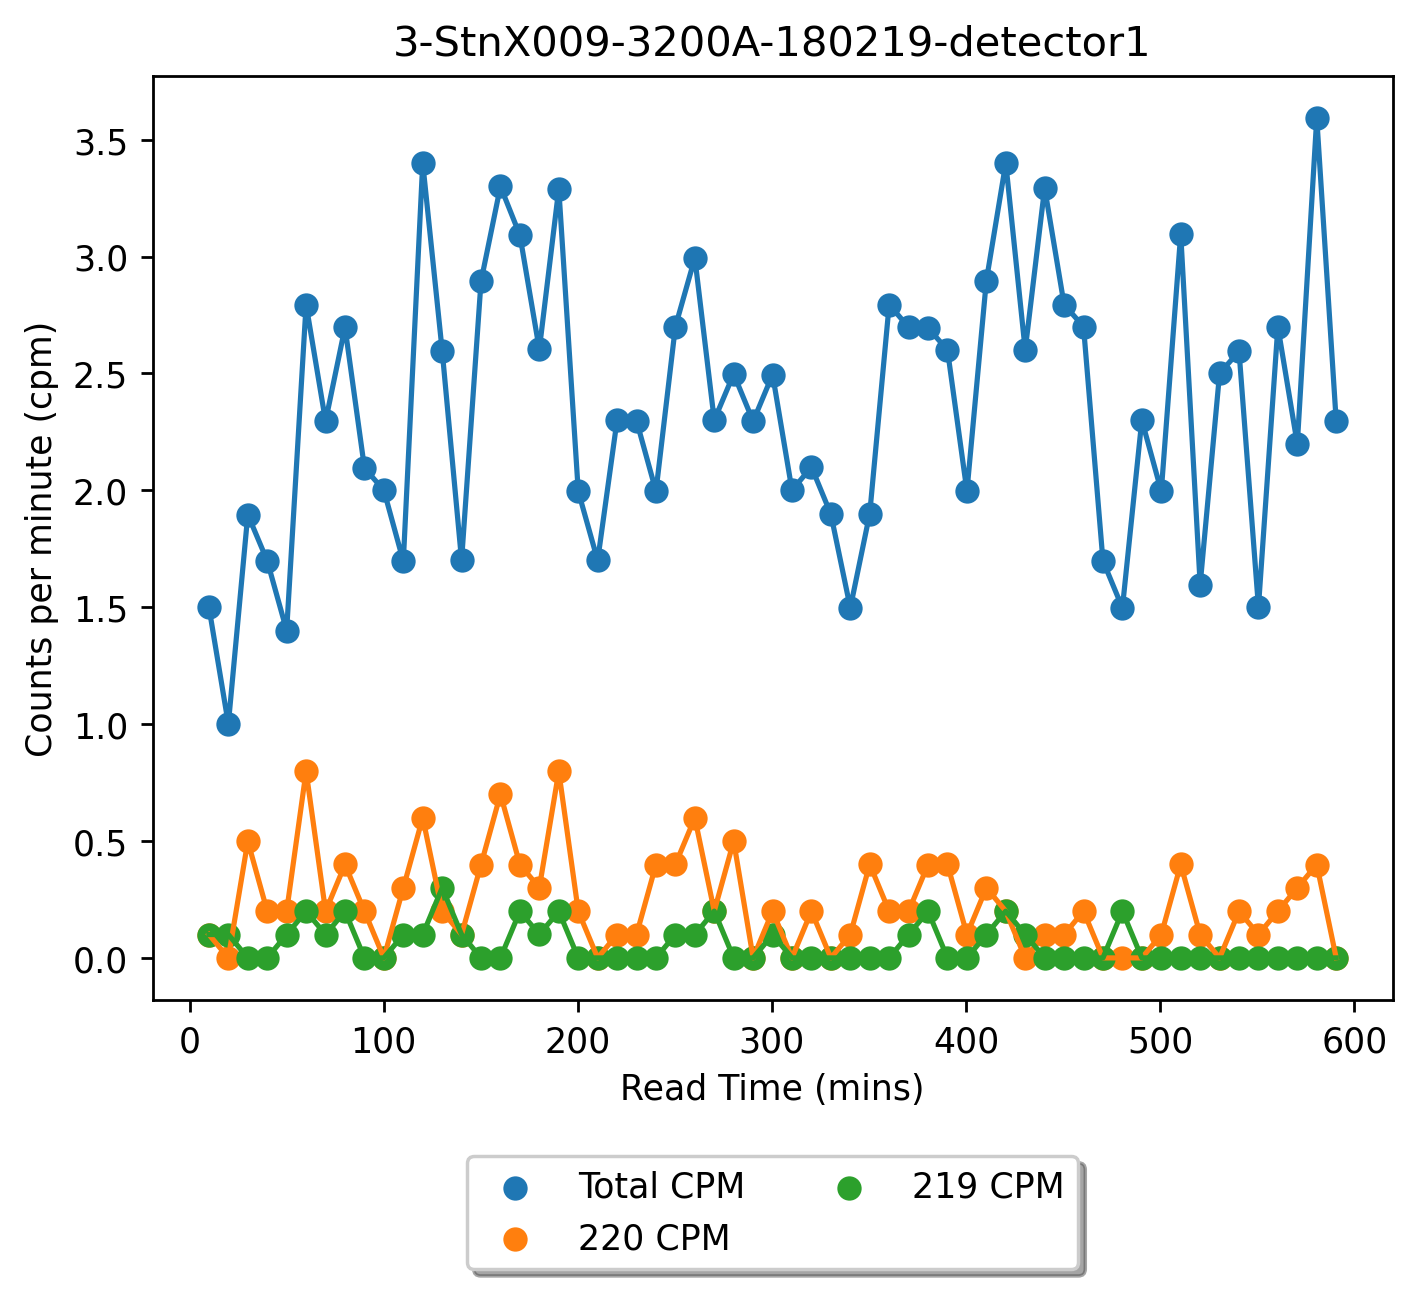 3-StnX009-3200A-180219-detector1
3.5
3.0
2.5
2.0
1.5
1.0
0.5
0.0
Counts per minute (cpm)
0 100 200 300 400 500 600
Read Time (mins)
Total CPM 219 CPM
220 CPM